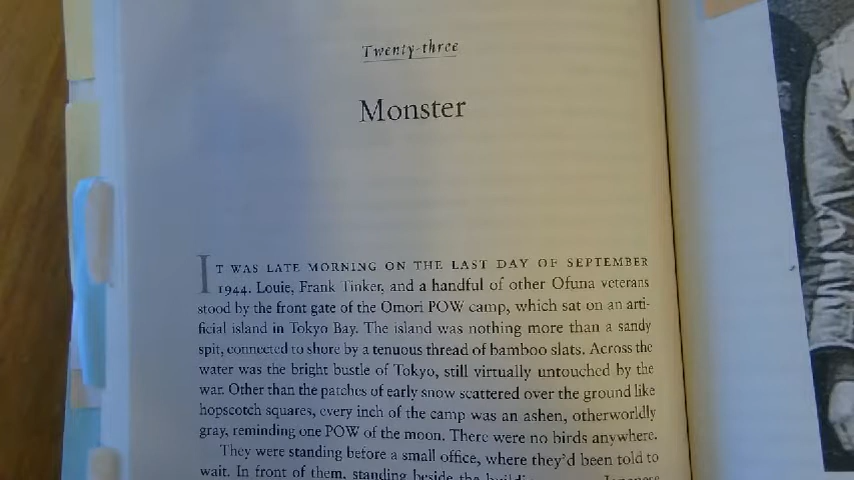 Twenty-three
Monster
IT WAS LATE MORNING ON THE LAST DAY OF SEPTEMBER
1944. Louie, Frank Tinker, and a handful of other Ofuna veterans
stood by the front gate of the Omori POW camp, which sat on an arti-
ficial island in Tokyo Bay. The island was nothing more than a sandy
spit, connected to shore by a tenuous thread of bamboo slats. Across the
water was the bright bustle of Tokyo, still virtually untouched by the
war. Other than the patches of early snow scattered over the ground like
hopscotch squares, every inch of the camp was an ashen, otherworldly
gray, reminding one POW of the moon. There were no birds anywhere.
They were standing before a small office, where they'd been told to
wait. In front of them, standing beside the Japanese